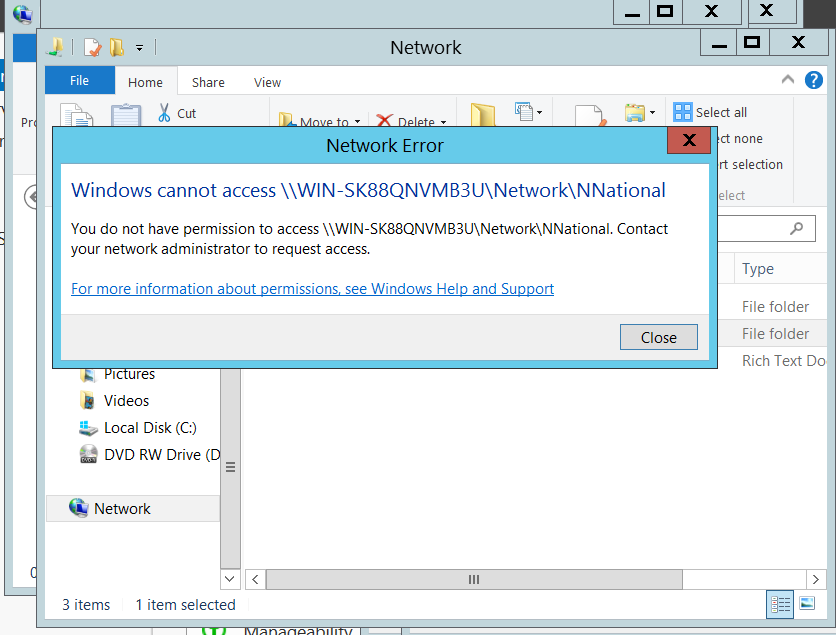 Network
File
Home
Share
View
Cut
Move to
Delete
Select all
Network Error
Windows cannot access \\WIN-SK88QNVMB3U\Network\NNational
You do not have permission to access \\WIN-SK88QNVMB3U\Network\NNational. Contact
your network administrator to request access.
For more information about permissions, see Windows Help and Support
Close
ect none
rt selection
elect
Type
File folder
File folder
Rich Text Do
Pictures
Videos
Local Disk (C:)
DVD RW Drive (D
Network
3 items
1 item selected
Manageability